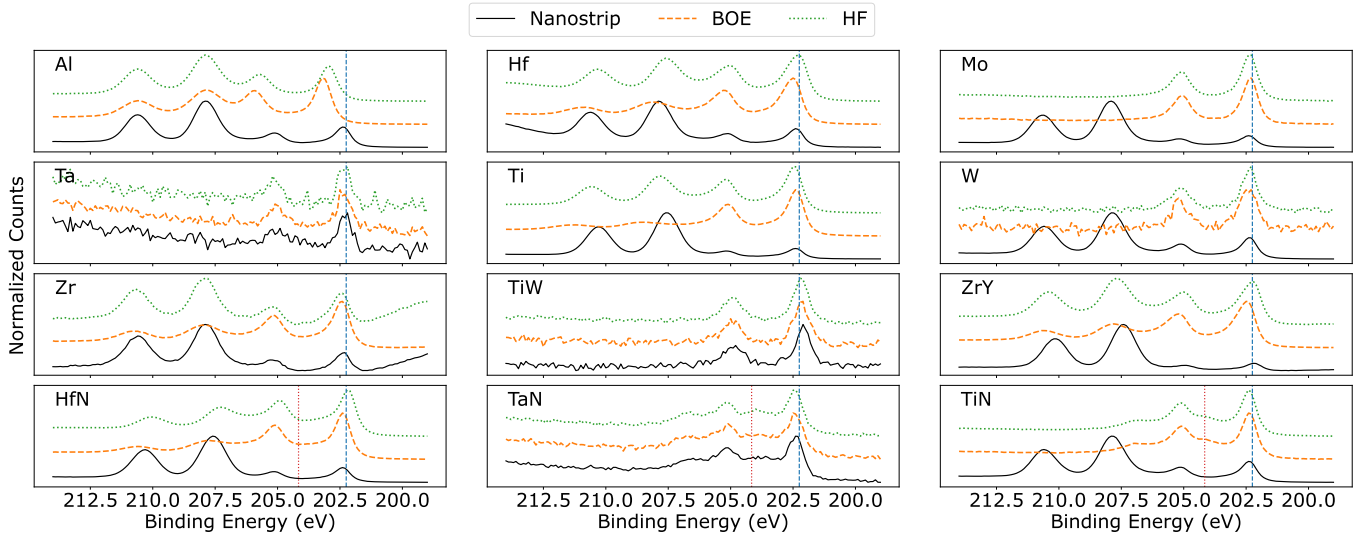 Nanostrip BOE HF
Al
Hf
Mo
Ta
Ti
W
Zr
TiW
ZrY
HfN
TaN
TiN
Normalized Counts
212.5 210.0 207.5 205.0 202.5 200.0
212.5 210.0 207.5 205.0 202.5 200.0
212.5 210.0 207.5 205.0 202.5 200.0
Binding Energy (eV)
Binding Energy (eV)
Binding Energy (eV)